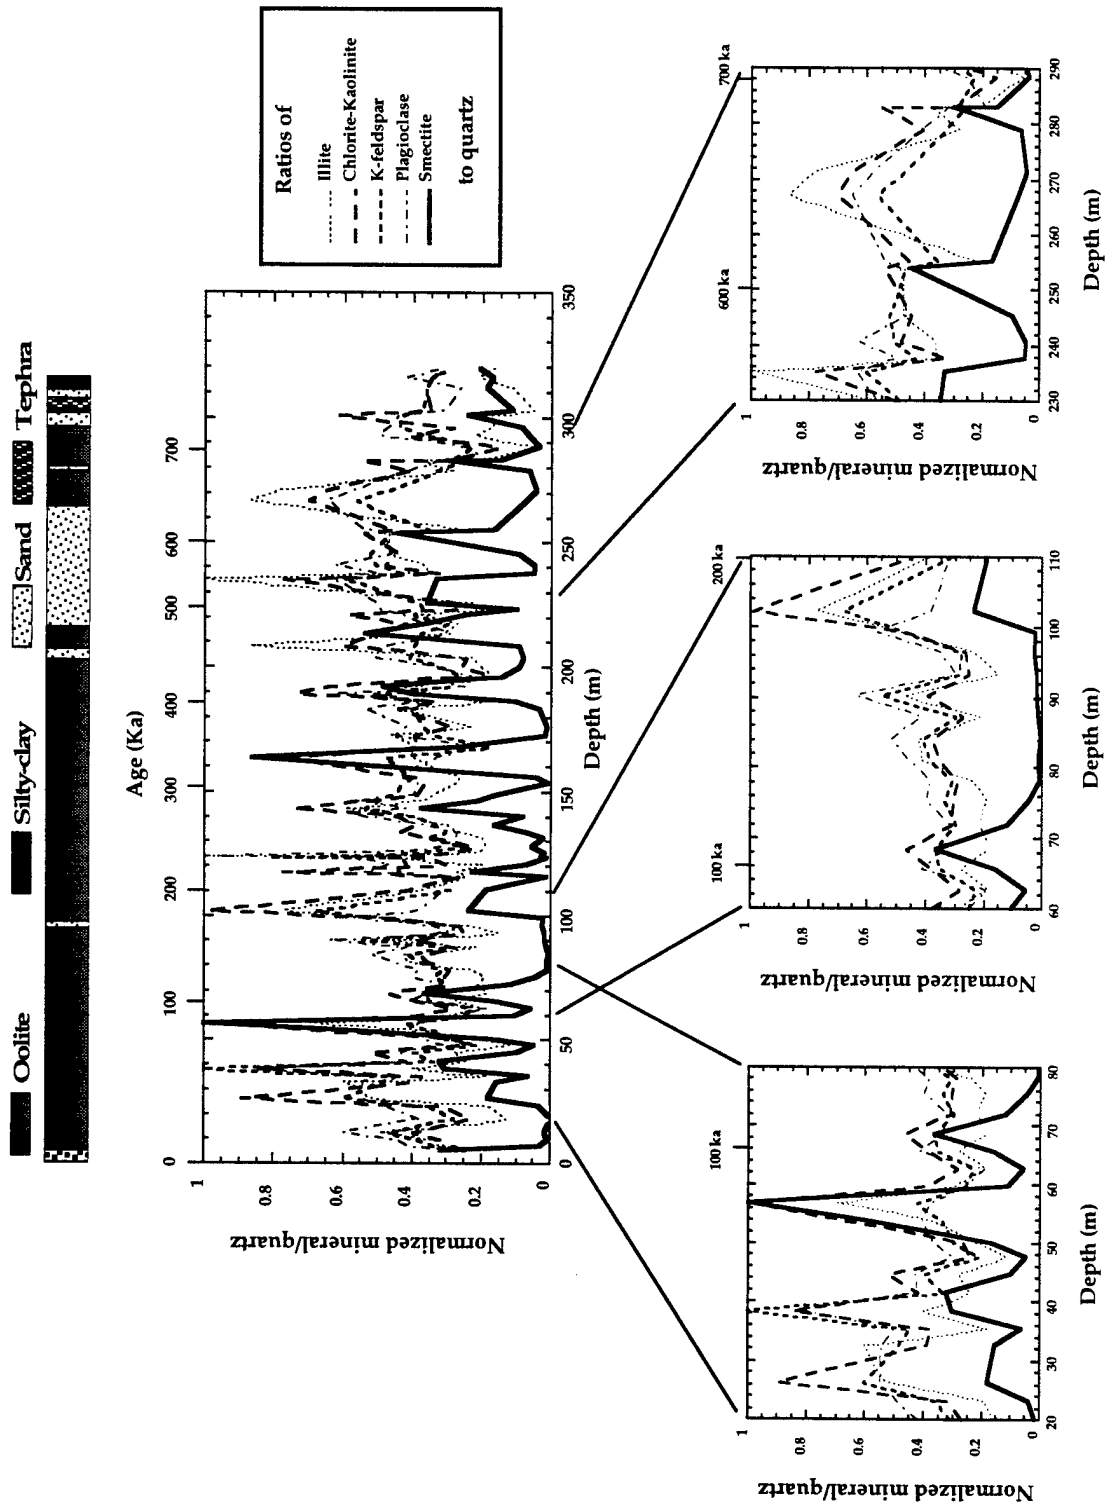 Oolite Silty-clay Sand Tephra
Age (Ka)
0 100 200 300 400 500 600 700
Normalized mineral/quartz
1
0.8
0.6
0.4
0.2
0
0 50 100 150 200 250 300 350
Depth (m)
Ratios of
Illite
Chlorite-Kaolinite
K-feldspar
Plagioclase
Smectite
to quartz
100 ka
Normalized mineral/quartz
1
0.8
0.6
0.4
0.2
0
20 30 40 50 60 70 80
Depth (m)
100 ka 200 ka
Normalized mineral/quartz
1
0.8
0.6
0.4
0.2
0
60 70 80 90 100 110
Depth (m)
600 ka 700 ka
Normalized mineral/quartz
1
0.8
0.6
0.4
0.2
0
230 240 250 260 270 280 290
Depth (m)